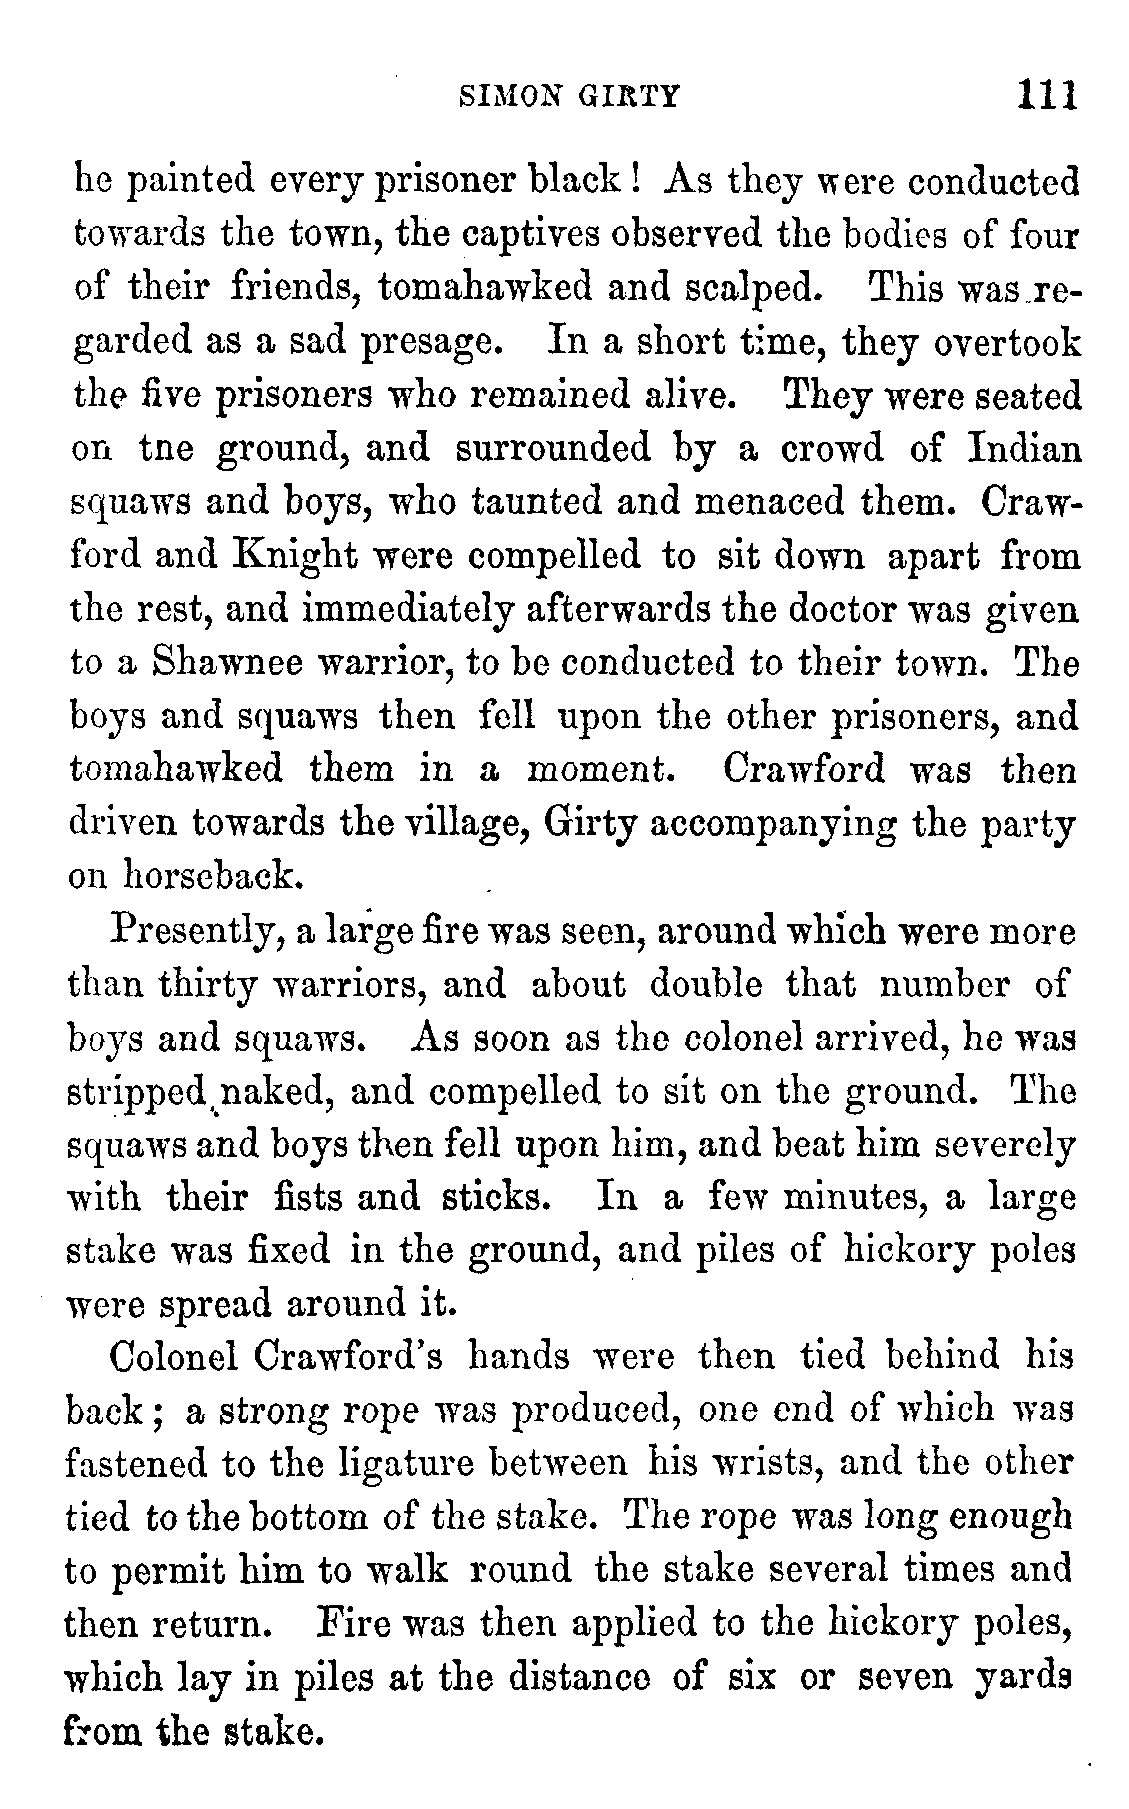 SIMON GIRTY 111
he painted every prisoner black! As they were conducted
towards the town, the captives observed the bodies of four
of their friends, tomahawked and scalped. This was re-
garded as a sad presage. In a short time, they overtook
the five prisoners who remained alive. They were seated
on tne ground, and surrounded by a crowd of Indian
squaws and boys, who taunted and menaced them. Craw-
ford and Knight were compelled to sit down apart from
the rest, and immediately afterwards the doctor was given
to a Shawnee warrior, to be conducted to their town. The
boys and squaws then fell upon the other prisoners, and
tomahawked them in a moment. Crawford was then
driven towards the village, Girty accompanying the party
on horseback.
Presently, a large fire was seen, around which were more
than thirty warriors, and about double that number of
boys and squaws. As soon as the colonel arrived, he was
stripped naked, and compelled to sit on the ground. The
squaws and boys then fell upon him, and beat him severely
with their fists and sticks. In a few minutes, a large
stake was fixed in the ground, and piles of hickory poles
were spread around it.
Colonel Crawford's hands were then tied behind his
back; a strong rope was produced, one end of which was
fastened to the ligature between his wrists, and the other
tied to the bottom of the stake. The rope was long enough
to permit him to walk round the stake several times and
then return. Fire was then applied to the hickory poles,
which lay in piles at the distance of six or seven yards
from the stake.